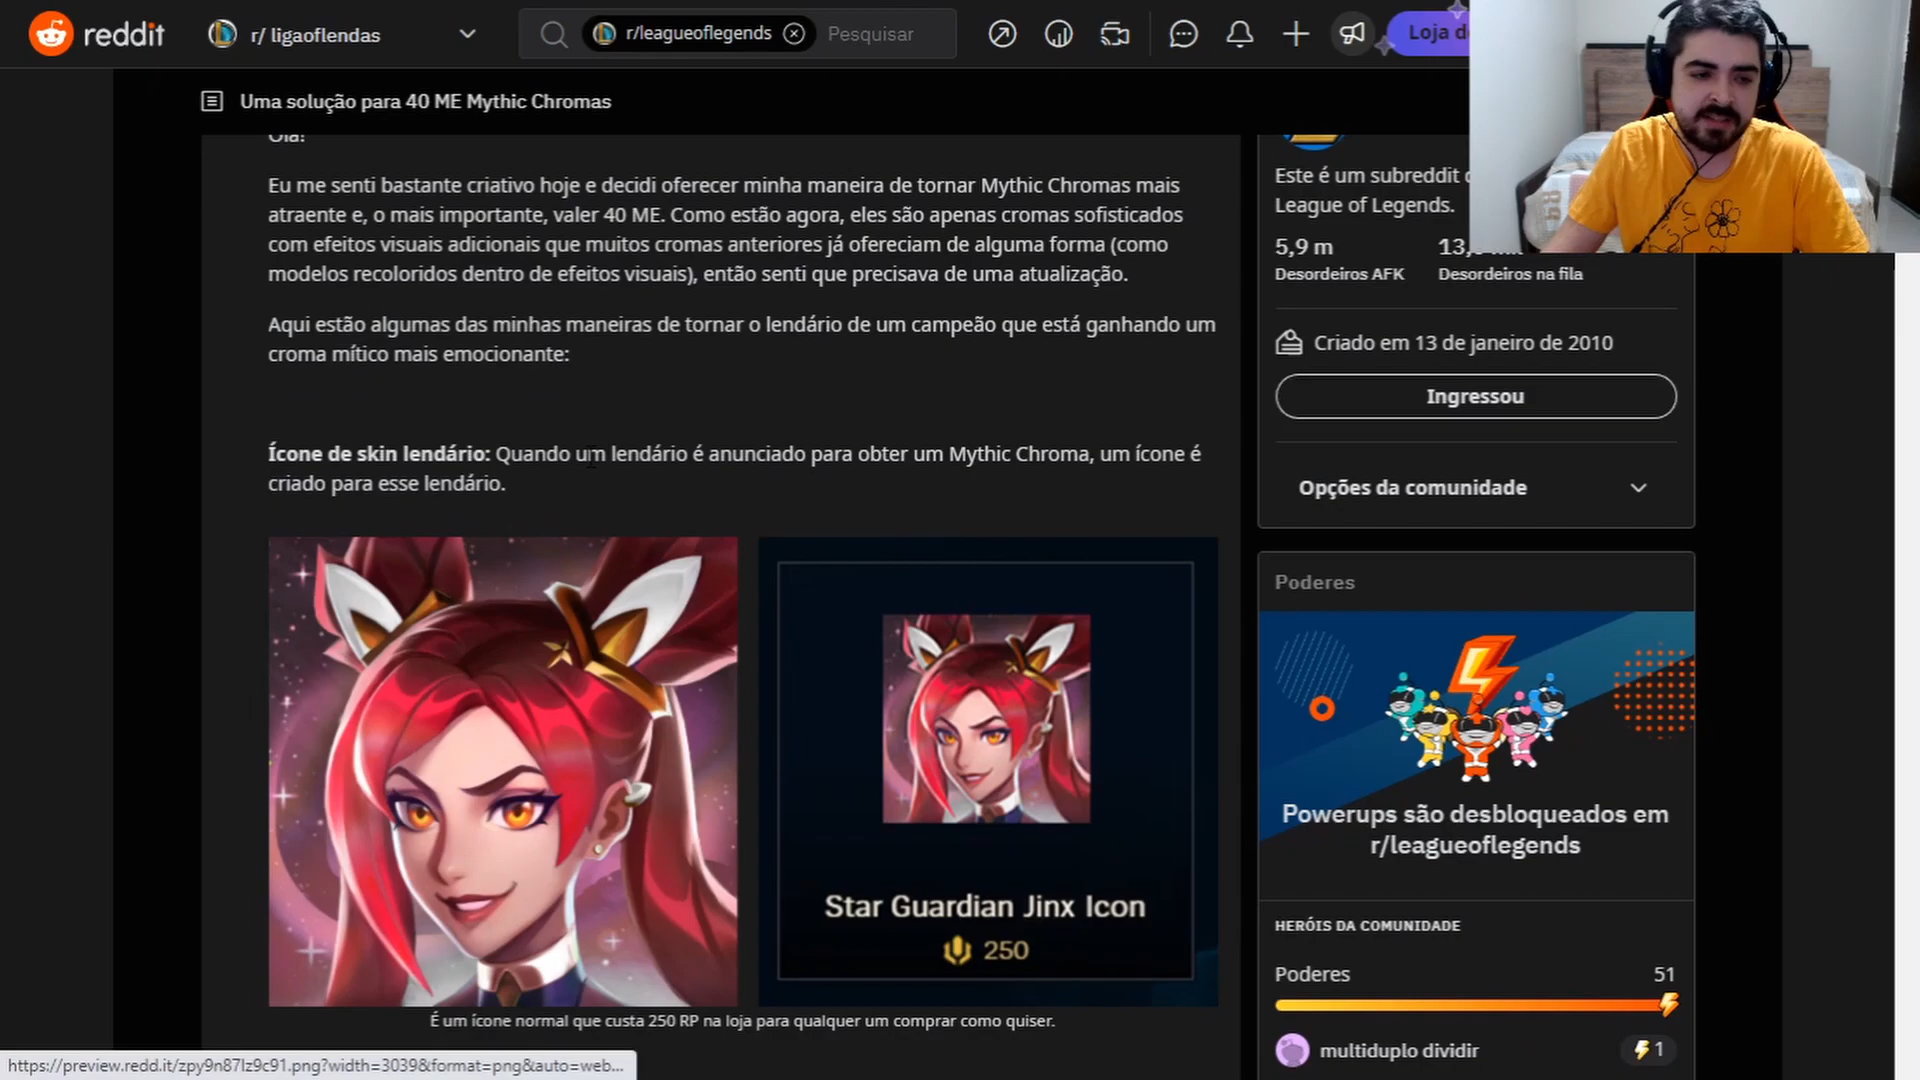 reddit
r/ ligaoflendas
r/leagueoflegends
Pesquisar
Loja d
Uma solução para 40 ME Mythic Chromas
Olá!
Eu me senti bastante criativo hoje e decidi oferecer minha maneira de tornar Mythic Chromas mais
atraente e, o mais importante, valer 40 ME. Como estão agora, eles são apenas cromas sofisticados
com efeitos visuais adicionais que muitos cromas anteriores já ofereciam de alguma forma (como
modelos recoloridos dentro de efeitos visuais), então senti que precisava de uma atualização.
Aqui estão algumas das minhas maneiras de tornar o lendário de um campeão que está ganhando um
croma mítico mais emocionante:
Ícone de skin lendário: Quando um lendário é anunciado para obter um Mythic Chroma, um ícone é
criado para esse lendário.
Star Guardian Jinx Icon
250
É um ícone normal que custa 250 RP na loja para qualquer um comprar como quiser.
Este é um subreddit
League of Legends.
5,9 m
Desordeiros AFK
Desordeiros na fila
Criado em 13 de janeiro de 2010
Ingressou
Opções da comunidade
Poderes
Powerups são desbloqueados em
r/leagueoflegends
HERÓIS DA COMUNIDADE
Poderes
51
multiduplo dividir
1
https://preview.redd.it/zpy9n87lz9c91.png?width=3039&format=png&auto=web...